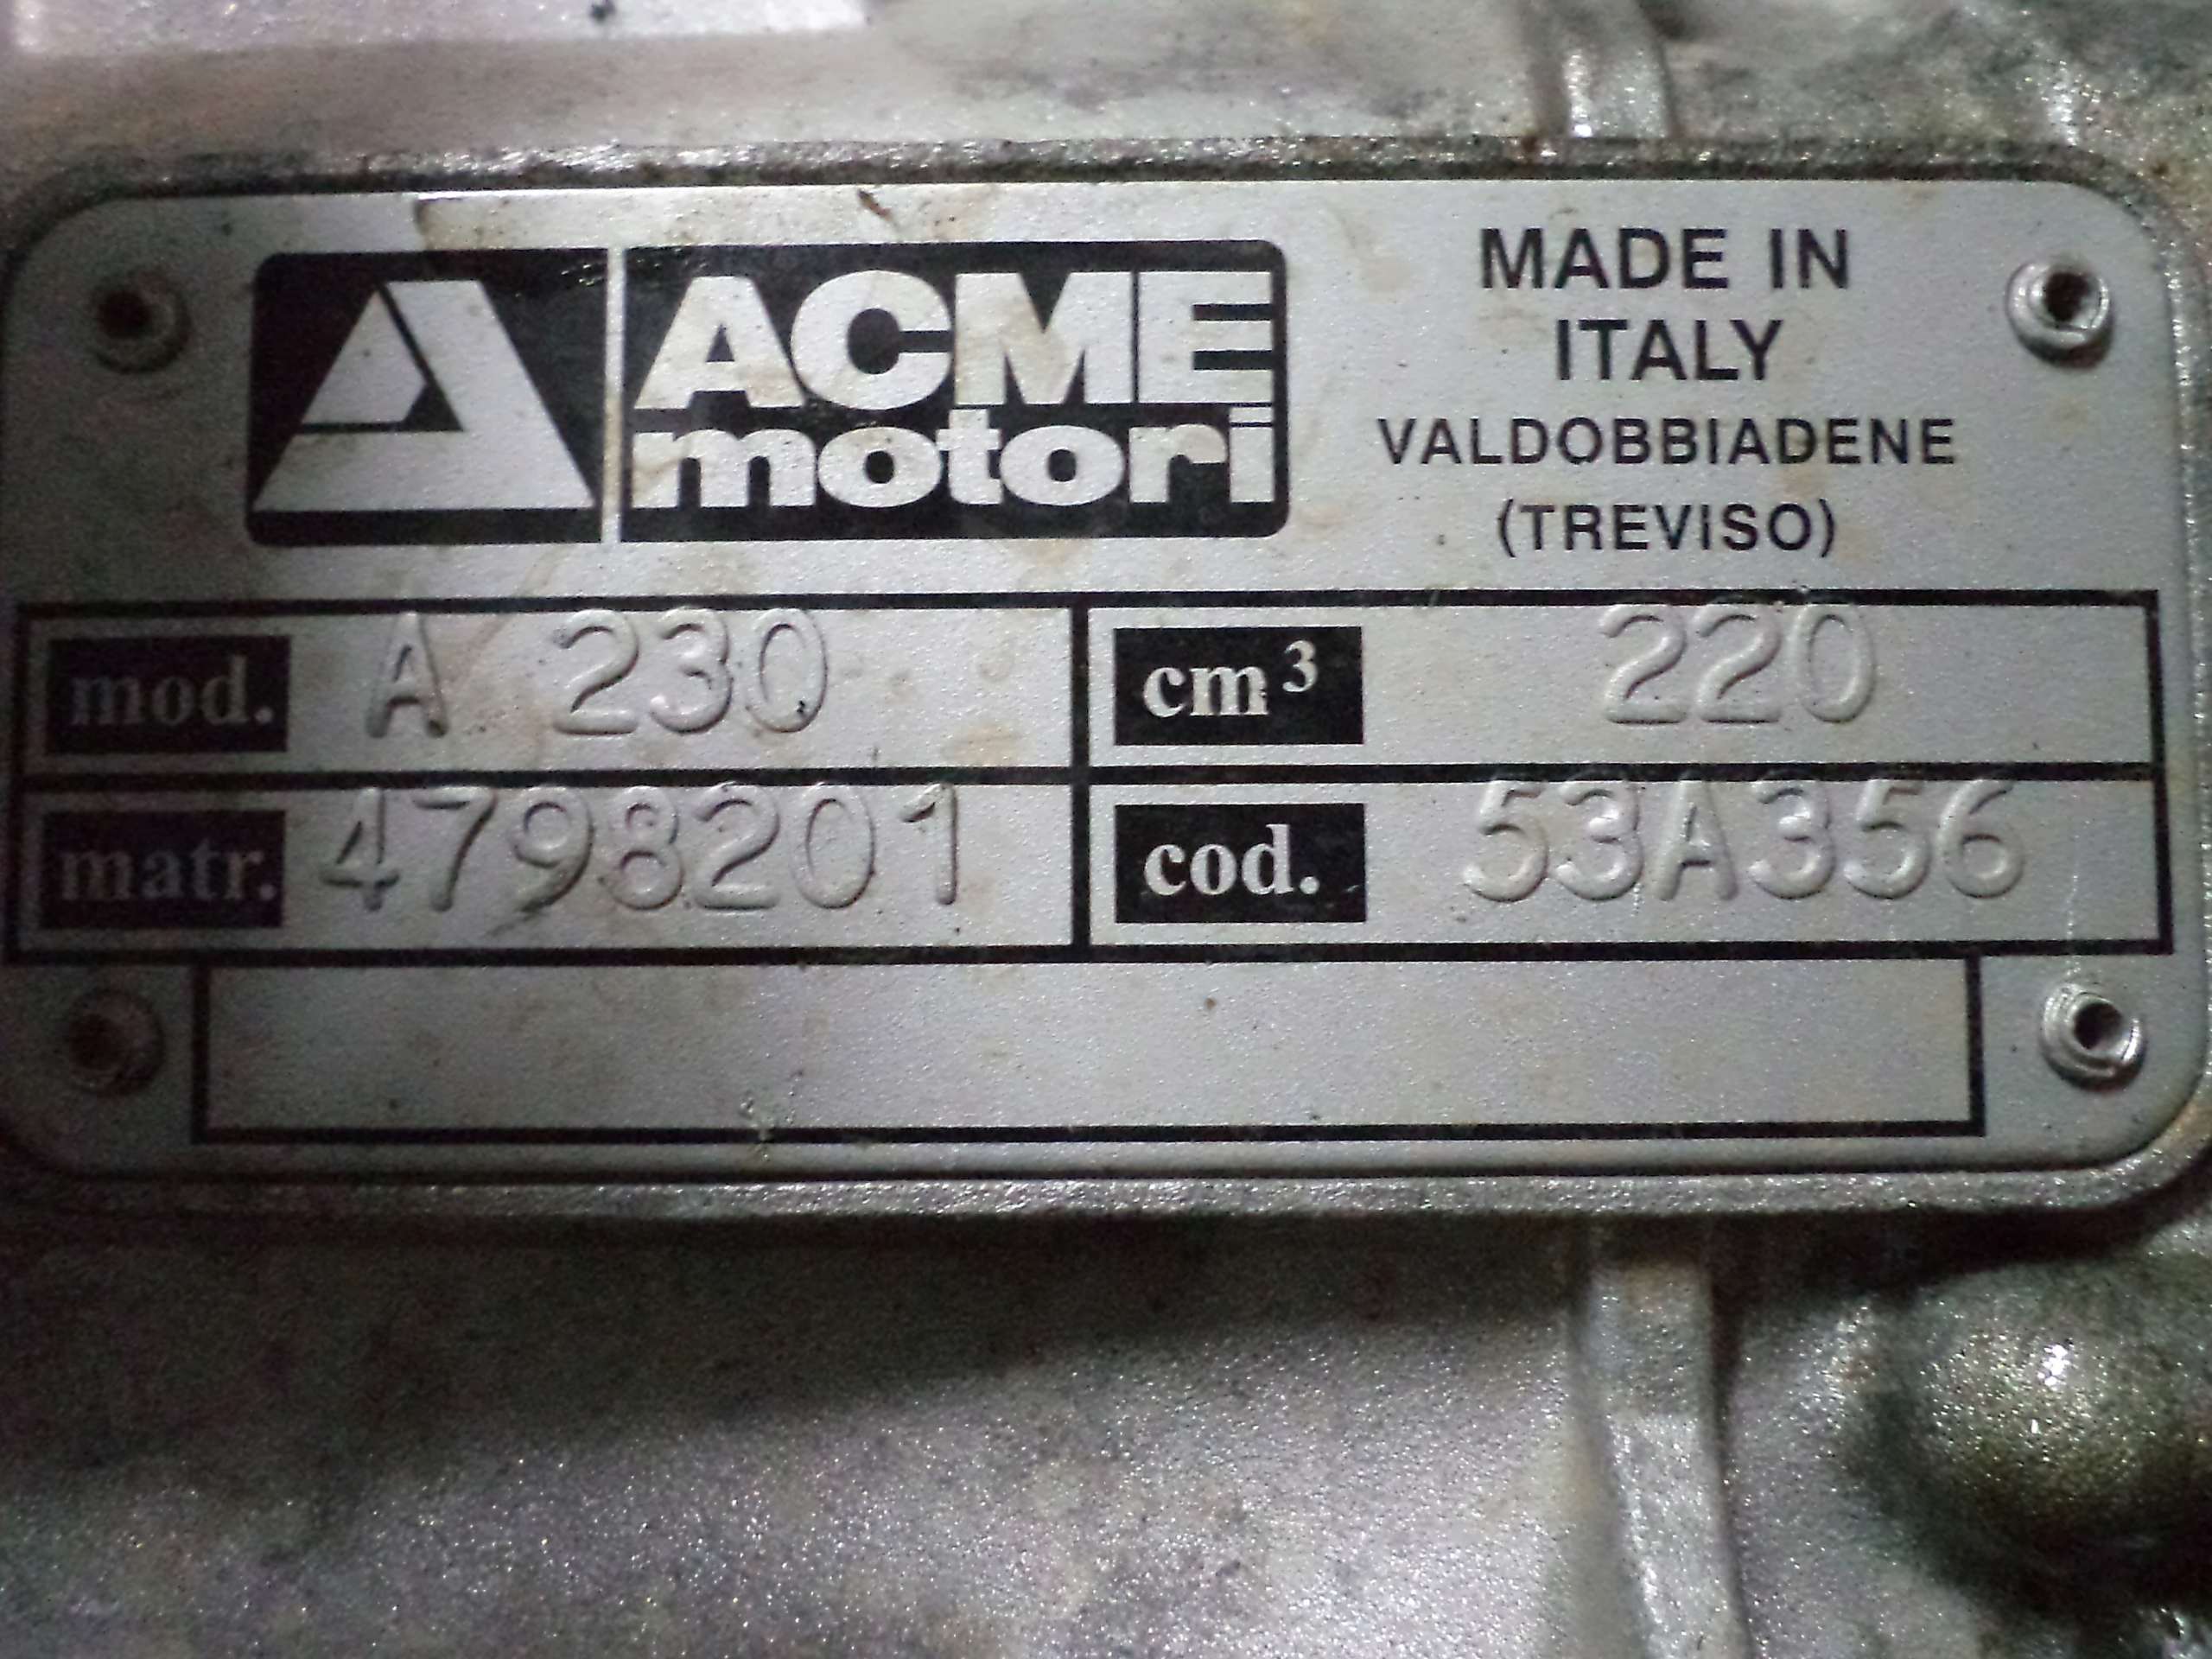 ACME
motori
MADE IN
ITALY
VALDOBBIADENE
(TREVISO)
mod. A 230
cm³ 220
matr. 4798201
cod. 53A356